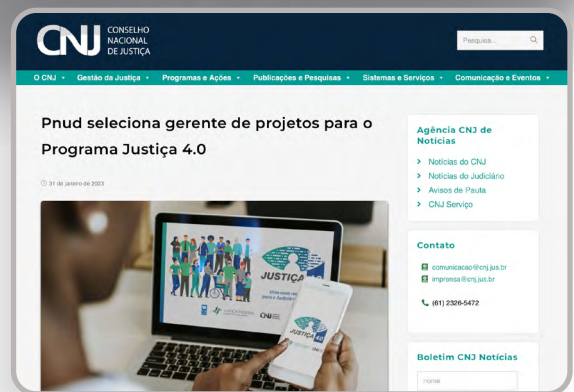 CNJ
CONSELHO
NACIONAL
DE JUSTIÇA
Pesquisa...
O CNJ
Gestão da Justiça
Programas e Ações
Publicações e Pesquisas
Sistemas e Serviços
Comunicação e Eventos
Pnud seleciona gerente de projetos para o
Programa Justiça 4.0
31 de janeiro de 2023
JUSTIÇA
CNJ
JUSTIÇA
4.0
Agência CNJ de
Notícias
Notícias do CNJ
Notícias do Judiciário
Avisos de Pauta
CNJ Serviço
Contato
comunicacao@cnj.jus.br
imprensa@cnj.jus.br
(61) 2326-5472
Boletim CNJ Notícias
nome